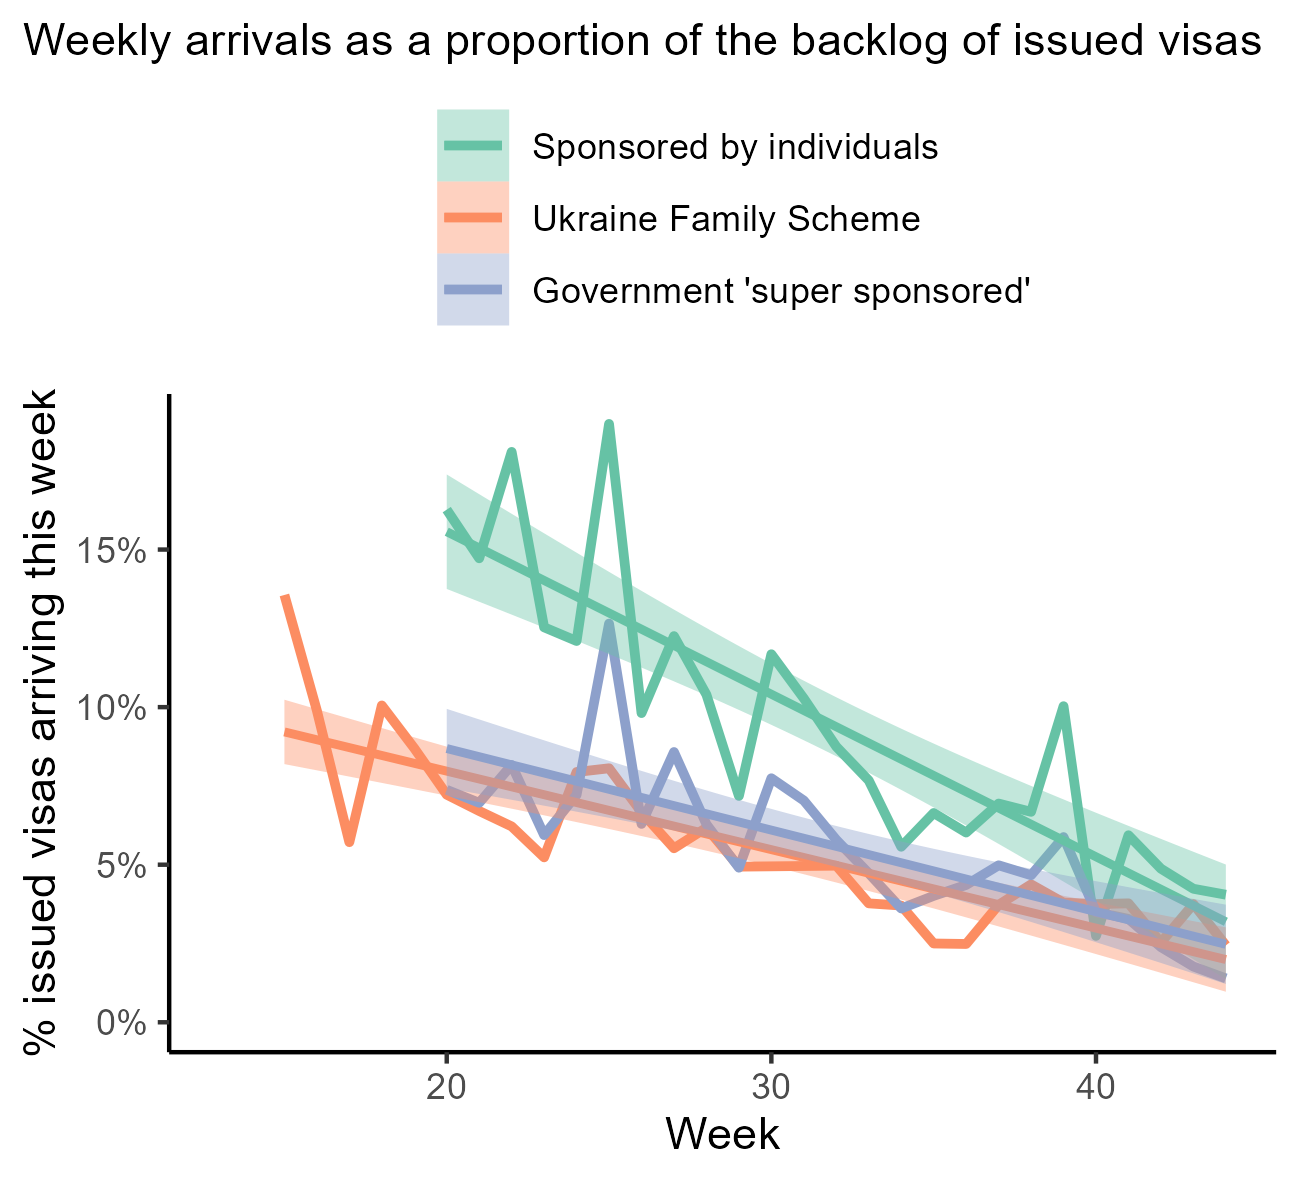 Weekly arrivals as a proportion of the backlog of issued visas
Sponsored by individuals
Ukraine Family Scheme
Government 'super sponsored'
% issued visas arriving this week
15%
10%
5%
0%
20 30 40
Week